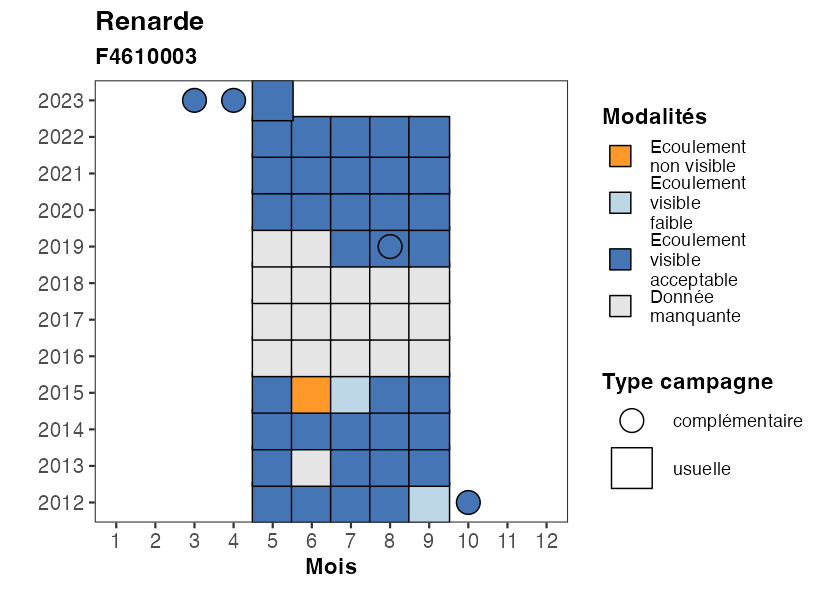 Renarde
F4610003
2023
2022
2021
2020
2019
2018
2017
2016
2015
2014
2013
2012
1 2 3 4 5 6 7 8 9 10 11 12
Mois
Modalités
Ecoulement
non visible
Ecoulement
visible
faible
Ecoulement
visible
acceptable
Donnée
manquante
Type campagne
complémentaire
usuelle